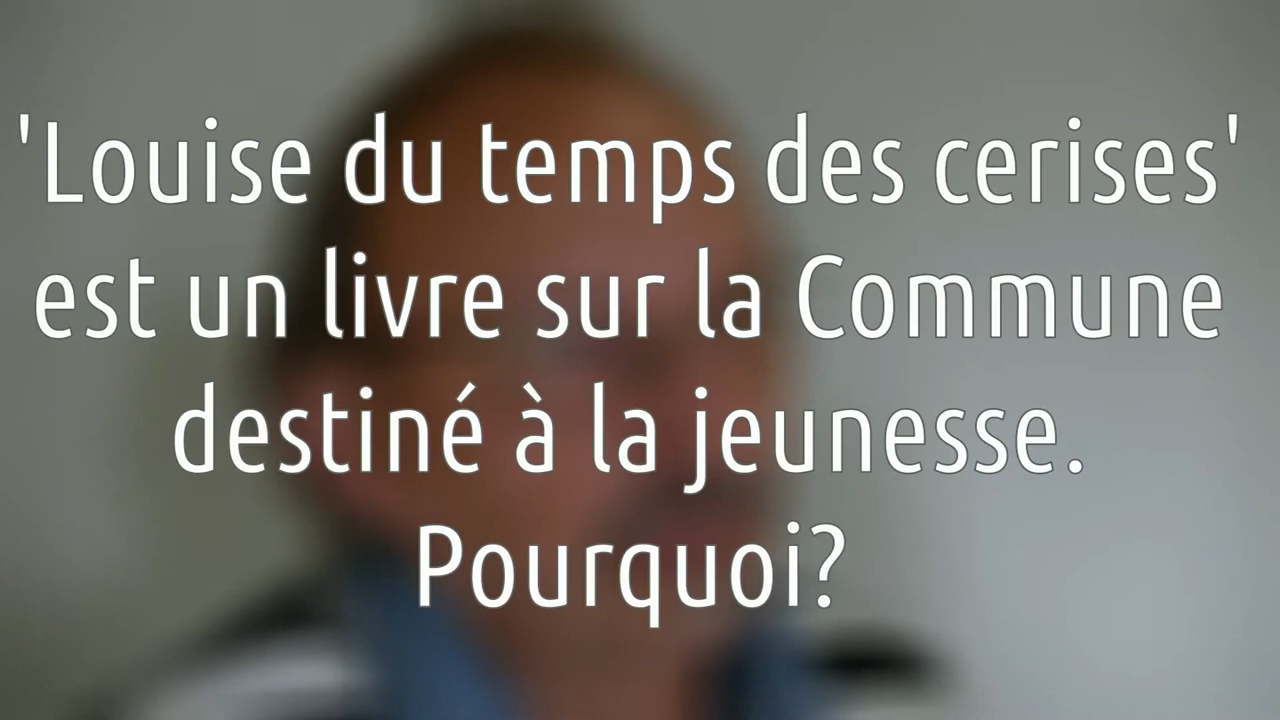 'Louise du temps des cerises'
est un livre sur la Commune
destiné à la jeunesse.
Pourquoi?